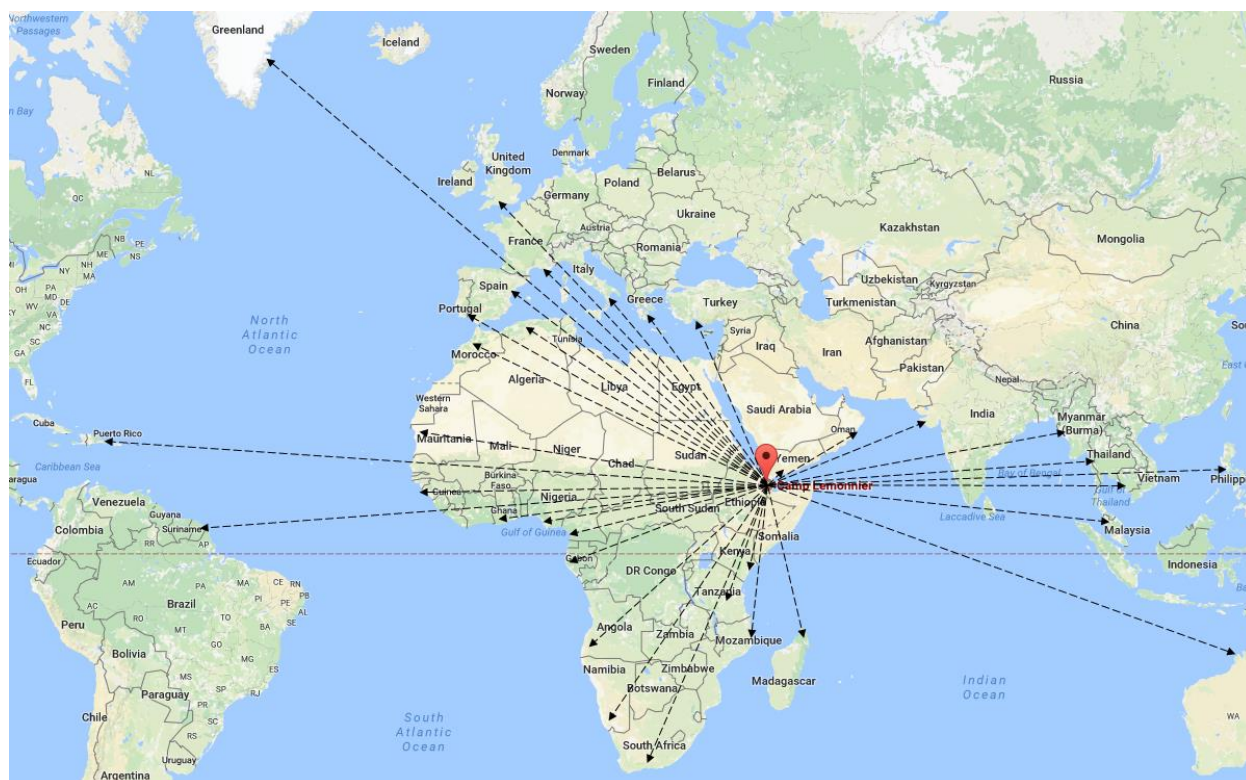 Northwestern
Passages
Greenland
Iceland
Sweden
Finland
Norway
Russia
NL
United
Kingdom
Denmark
Ireland
Belarus
Poland
Germany
QC
Ukraine
Austria
France
Romania
Kazakhstan
Mongolia
NB
PE
NS
ME
Italy
Spain
Portugal
Greece
Turkey
Uzbekistan
Kyrgyzstan
Turkmenistan
NY
NH
MA
OH
PA
MD
DE
WV
VA
KY
NC
SC
GA
FL
North
Atlantic
Ocean
China
Tunisia
Syria
Iraq
Iran
Afghanistan
Pakistan
Morocco
Algeria
Libya
Egypt
Nepal
Western
Sahara
Saudi Arabia
India
Myanmar
(Burma)
Oman
Cuba
Puerto Rico
Mauritania
Mali
Niger
Chad
Sudan
Yemen
Thailand
Caribbean Sea
Burkina
Faso
Bay of Bengal
Vietnam
Philipp
Camp Lemonnier
Gulf of
Thailand
Guinea
Nigeria
Ethiopia
Ghana
South Sudan
Laccadive Sea
Venezuela
Guyana
Suriname
Colombia
Gulf of Guinea
Somalia
Malaysia
RR
AP
Ecuador
Gabon
Kenya
DR Congo
Indonesia
AM
PA
MA
CE
RN
PB
PI
PE
AL
SE
AC
RO
TO
BA
Brazil
Tanzania
Peru
MT
GO
Angola
Zambia
Mozambique
Bolivia
MG
ES
MS
SP
RJ
Namibia
Zimbabwe
Botswana
Madagascar
Indian
Ocean
Paraguay
PR
SC
RS
Chile
South
Atlantic
Ocean
WA
South Africa
Uruguay
Argentina